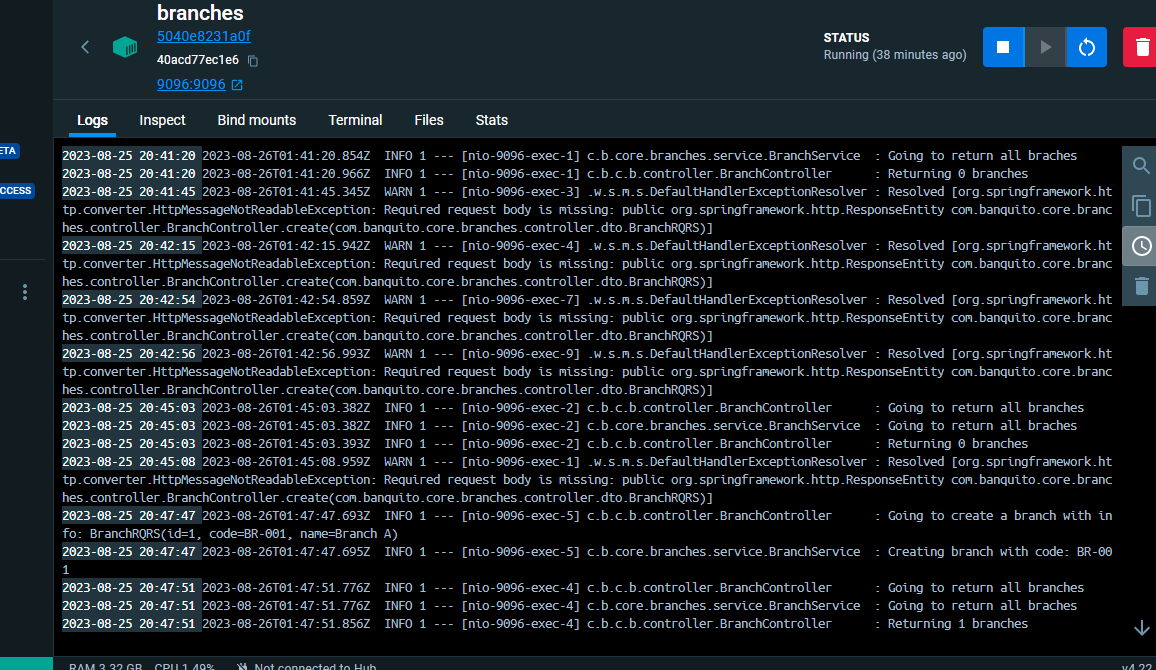 branches
5040e8231a0f
40acd77ec1e6
9096:9096
STATUS
Running (38 minutes ago)
Logs Inspect Bind mounts Terminal Files Stats
ETA
CCESS
2023-08-25 20:41:20 2023-08-26T01:41:20.854Z  INFO 1 --- [nio-9096-exec-1] c.b.core.branches.service.BranchService  : Going to return all braches
2023-08-25 20:41:20 2023-08-26T01:41:20.966Z  INFO 1 --- [nio-9096-exec-1] c.b.c.b.controller.BranchController      : Returning 0 branches
2023-08-25 20:41:45 2023-08-26T01:41:45.345Z  WARN 1 --- [nio-9096-exec-3] .w.s.m.s.DefaultHandlerExceptionResolver : Resolved [org.springframework.ht
tp.converter.HttpMessageNotReadableException: Required request body is missing: public org.springframework.http.ResponseEntity com.banquito.core.branc
hes.controller.BranchController.create(com.banquito.core.branches.controller.dto.BranchRQRS)]
2023-08-25 20:42:15 2023-08-26T01:42:15.942Z  WARN 1 --- [nio-9096-exec-4] .w.s.m.s.DefaultHandlerExceptionResolver : Resolved [org.springframework.ht
tp.converter.HttpMessageNotReadableException: Required request body is missing: public org.springframework.http.ResponseEntity com.banquito.core.branc
hes.controller.BranchController.create(com.banquito.core.branches.controller.dto.BranchRQRS)]
2023-08-25 20:42:54 2023-08-26T01:42:54.859Z  WARN 1 --- [nio-9096-exec-7] .w.s.m.s.DefaultHandlerExceptionResolver : Resolved [org.springframework.ht
tp.converter.HttpMessageNotReadableException: Required request body is missing: public org.springframework.http.ResponseEntity com.banquito.core.branc
hes.controller.BranchController.create(com.banquito.core.branches.controller.dto.BranchRQRS)]
2023-08-25 20:42:56 2023-08-26T01:42:56.993Z  WARN 1 --- [nio-9096-exec-9] .w.s.m.s.DefaultHandlerExceptionResolver : Resolved [org.springframework.ht
tp.converter.HttpMessageNotReadableException: Required request body is missing: public org.springframework.http.ResponseEntity com.banquito.core.branc
hes.controller.BranchController.create(com.banquito.core.branches.controller.dto.BranchRQRS)]
2023-08-25 20:45:03 2023-08-26T01:45:03.382Z  INFO 1 --- [nio-9096-exec-2] c.b.c.b.controller.BranchController      : Going to return all branches
2023-08-25 20:45:03 2023-08-26T01:45:03.382Z  INFO 1 --- [nio-9096-exec-2] c.b.core.branches.service.BranchService  : Going to return all braches
2023-08-25 20:45:03 2023-08-26T01:45:03.393Z  INFO 1 --- [nio-9096-exec-2] c.b.c.b.controller.BranchController      : Returning 0 branches
2023-08-25 20:45:08 2023-08-26T01:45:08.959Z  WARN 1 --- [nio-9096-exec-1] .w.s.m.s.DefaultHandlerExceptionResolver : Resolved [org.springframework.ht
tp.converter.HttpMessageNotReadableException: Required request body is missing: public org.springframework.http.ResponseEntity com.banquito.core.branc
hes.controller.BranchController.create(com.banquito.core.branches.controller.dto.BranchRQRS)]
2023-08-25 20:47:47 2023-08-26T01:47:47.693Z  INFO 1 --- [nio-9096-exec-5] c.b.c.b.controller.BranchController      : Going to create a branch with in
fo: BranchRQRS(id=1, code=BR-001, name=Branch A)
2023-08-25 20:47:47 2023-08-26T01:47:47.695Z  INFO 1 --- [nio-9096-exec-5] c.b.core.branches.service.BranchService  : Creating branch with code: BR-00
1
2023-08-25 20:47:51 2023-08-26T01:47:51.776Z  INFO 1 --- [nio-9096-exec-4] c.b.c.b.controller.BranchController      : Going to return all branches
2023-08-25 20:47:51 2023-08-26T01:47:51.776Z  INFO 1 --- [nio-9096-exec-4] c.b.core.branches.service.BranchService  : Going to return all braches
2023-08-25 20:47:51 2023-08-26T01:47:51.856Z  INFO 1 --- [nio-9096-exec-4] c.b.c.b.controller.BranchController      : Returning 1 branches
RAM 3.32 GB CPU 1.49% Not connected to Hub v4.22